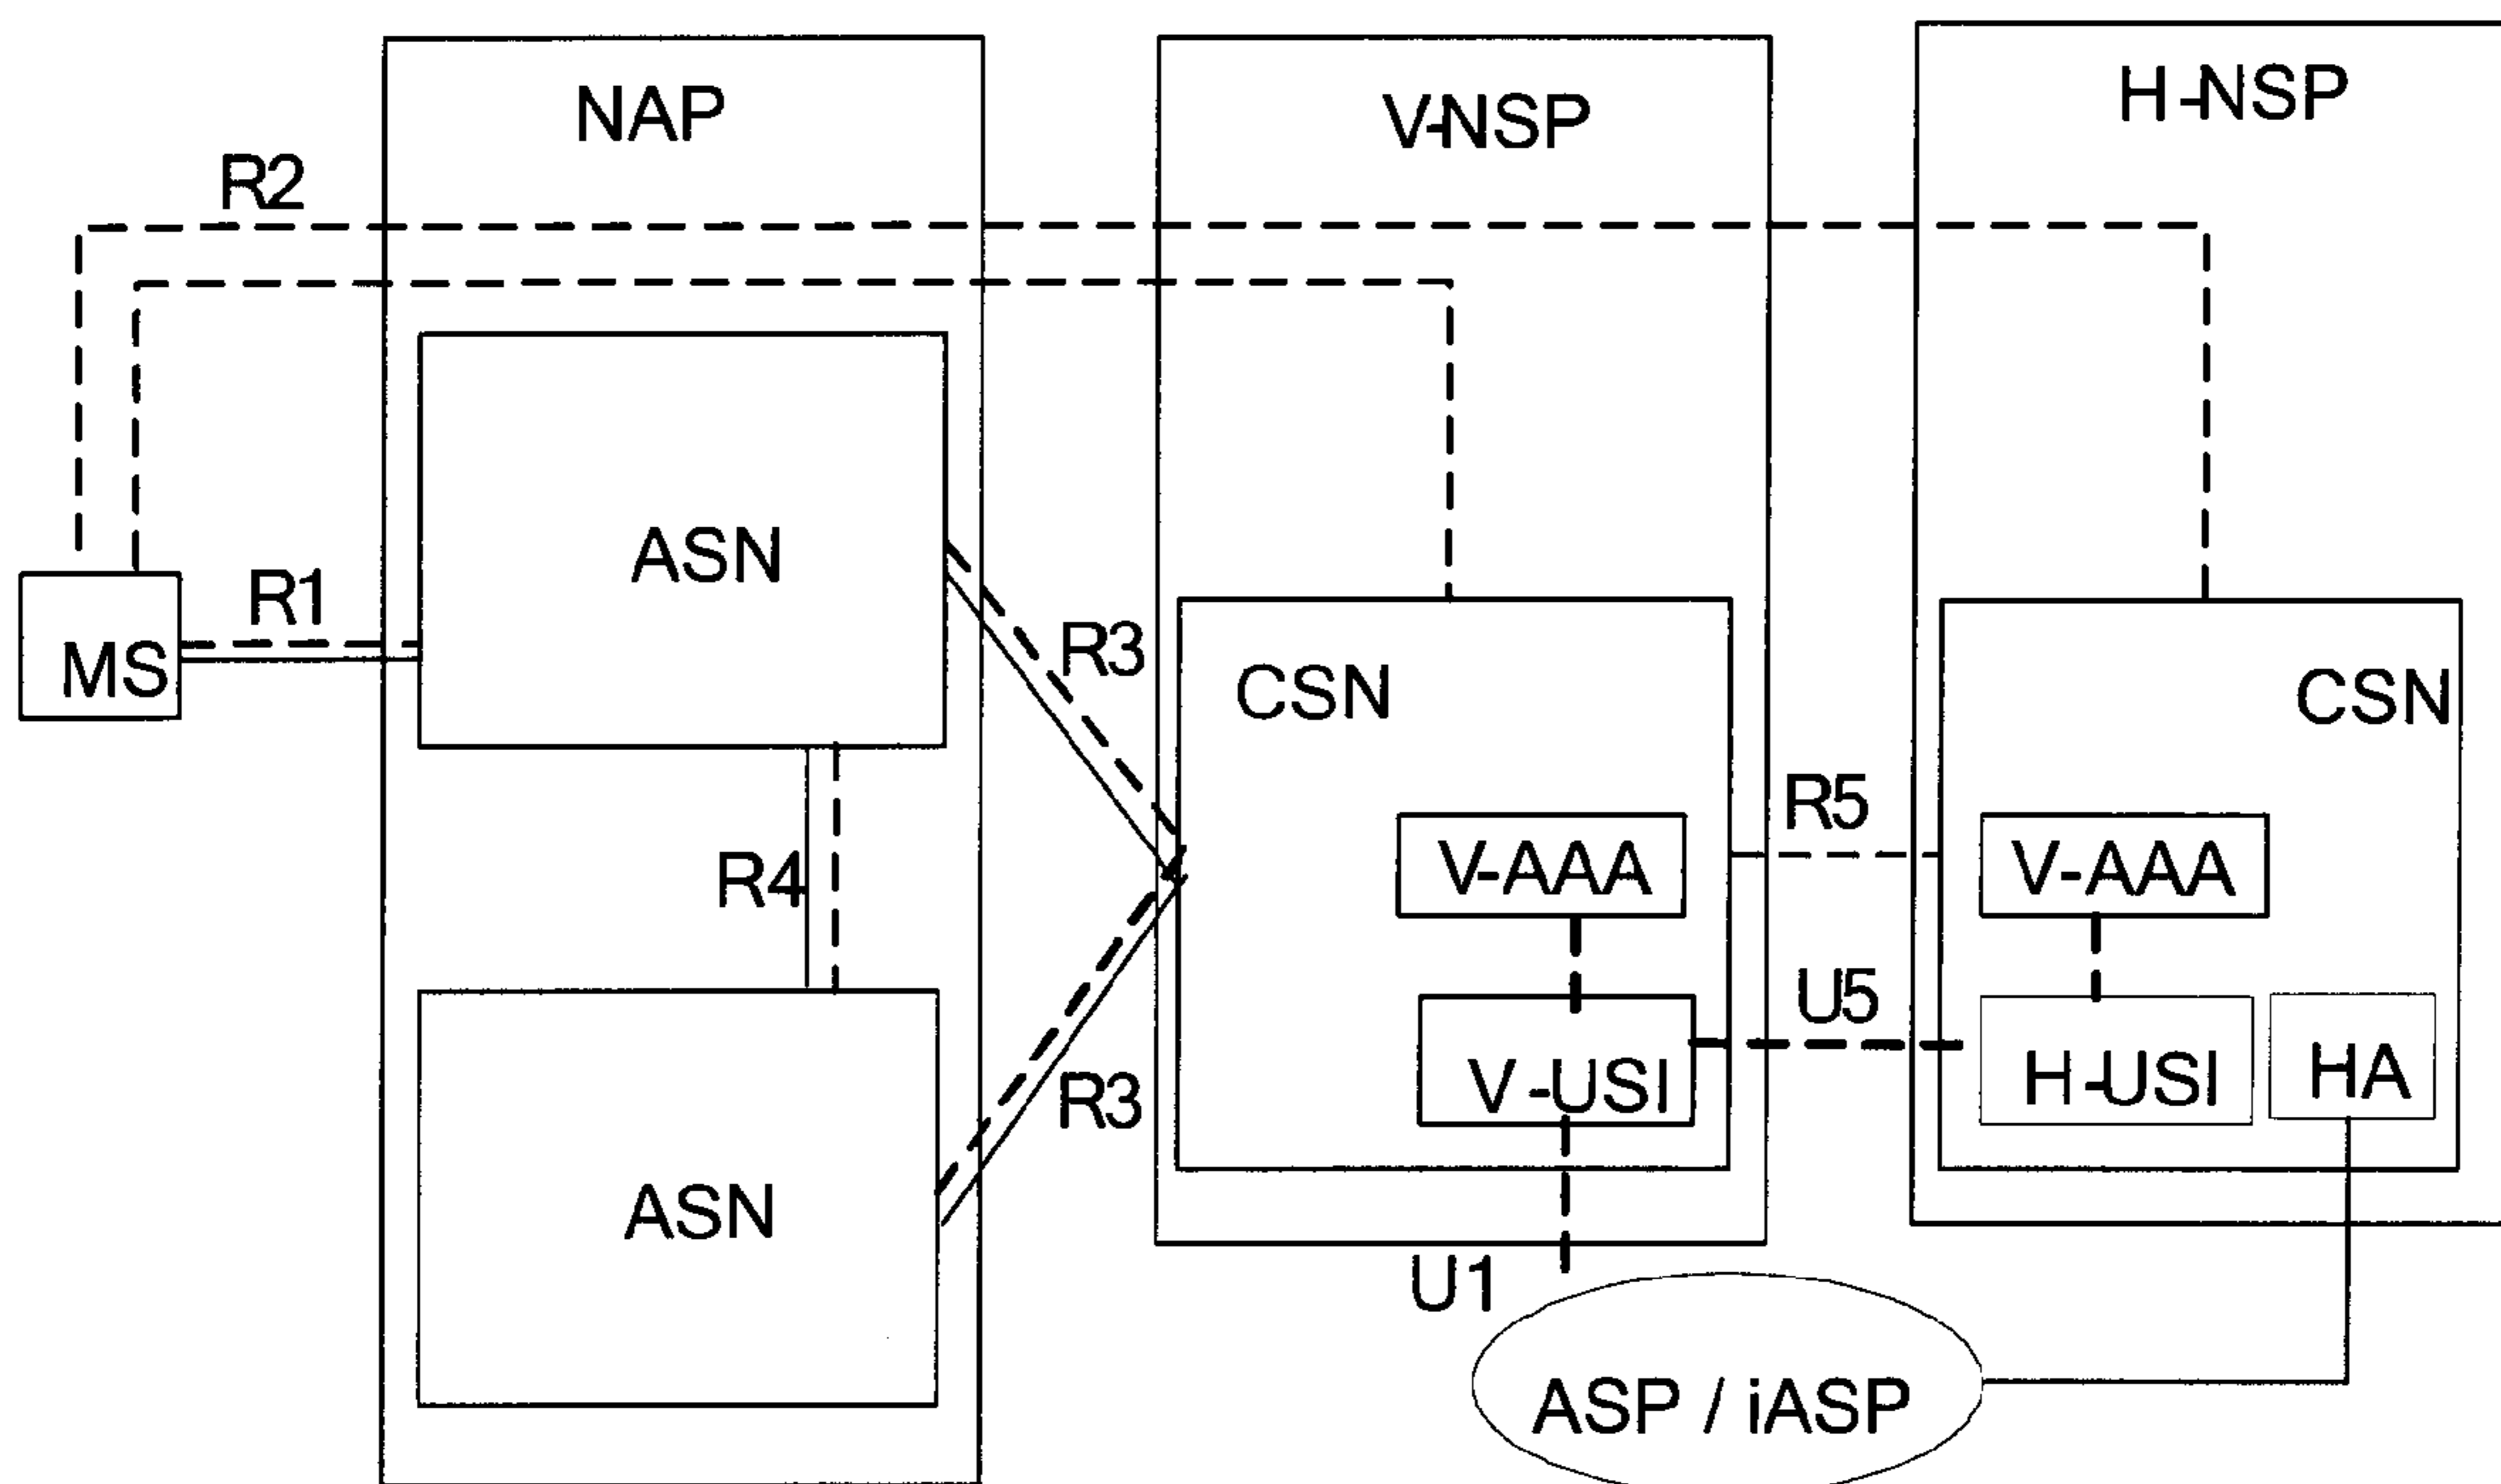 NAP
V-NSP
H-NSP
R2
ASN
R1
MS
R3
CSN
CSN
R5
V-AAA
V-AAA
R4
U5
V-USI
H-USI
HA
R3
ASN
U1
ASP / iASP